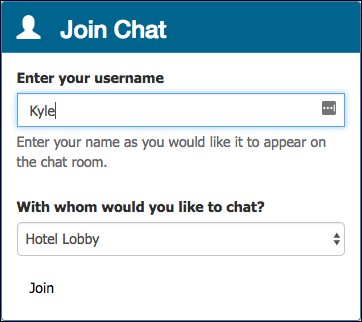 Join Chat
Enter your username
Kyle
Enter your name as you would like it to appear on
the chat room.
With whom would you like to chat?
Hotel Lobby
Join